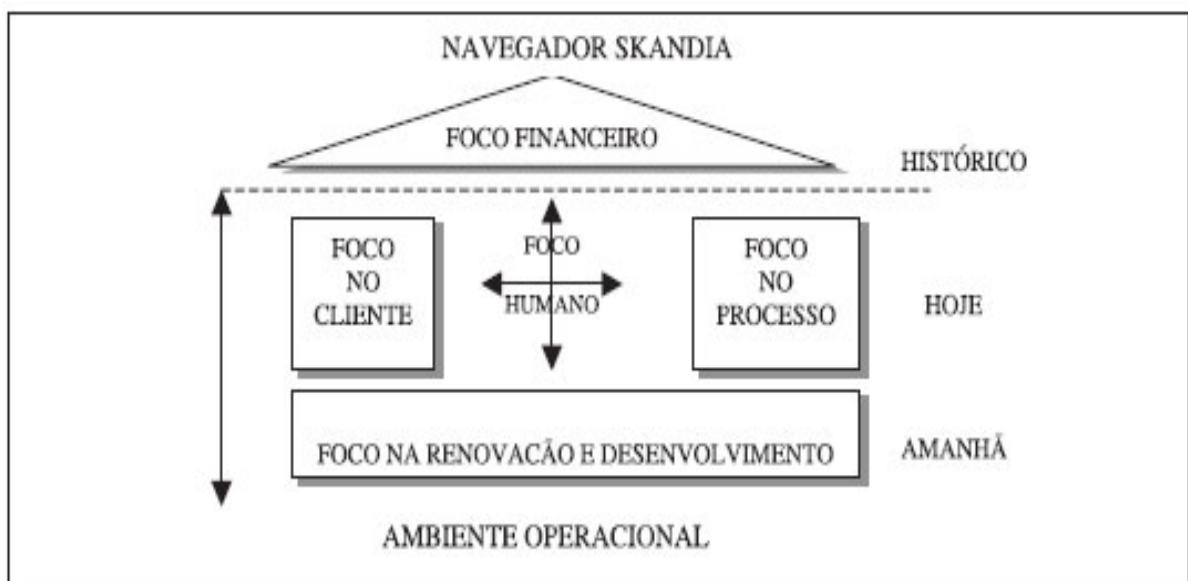 NAVEGADOR SKANDIA
FOCO FINANCEIRO
HISTÓRICO
FOCO
NO
CLIENTE
FOCO
HUMANO
FOCO
NO
PROCESSO
HOJE
FOCO NA RENOVACÃO E DESENVOLVIMENTO
AMANHÃ
AMBIENTE OPERACIONAL